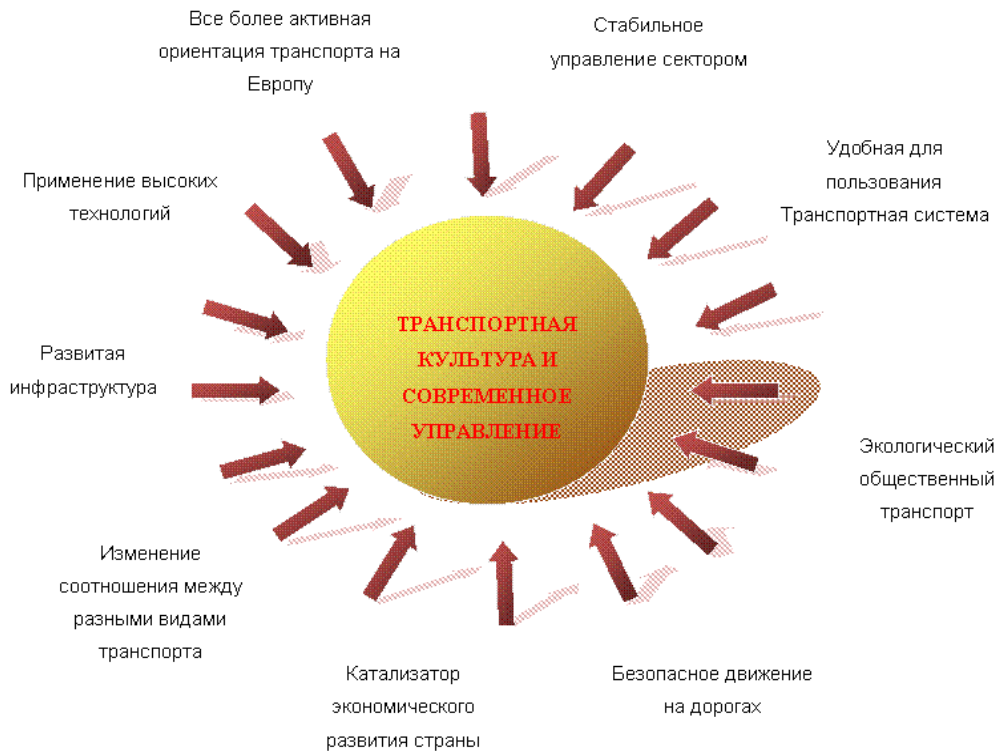 Все более активная
ориентация транспорта на
Европу
Стабильное
управление сектором
Применение высоких
технологий
Удобная для
пользования
Транспортная система
ТРАНСПОРТНАЯ
КУЛЬТУРА И
СОВРЕМЕННОЕ
УПРАВЛЕНИЕ
Развитая
инфраструктура
Экологический
общественный
транспорт
Изменение
соотношения между
разными видами
транспорта
Катализатор
экономического
развития страны
Безопасное движение
на дорогах